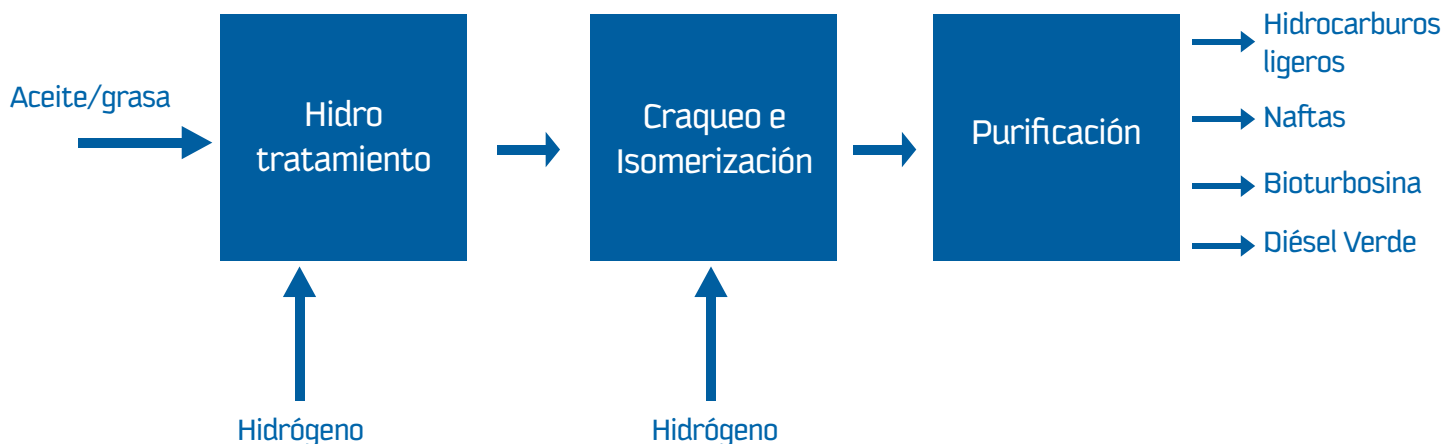 Aceite/grasa
Hidro
tratamiento
Hidrógeno
Craqueo e
Isomerización
Hidrógeno
Purificación
Hidrocarburos
ligeros
Naftas
Bioturbosina
Diésel Verde